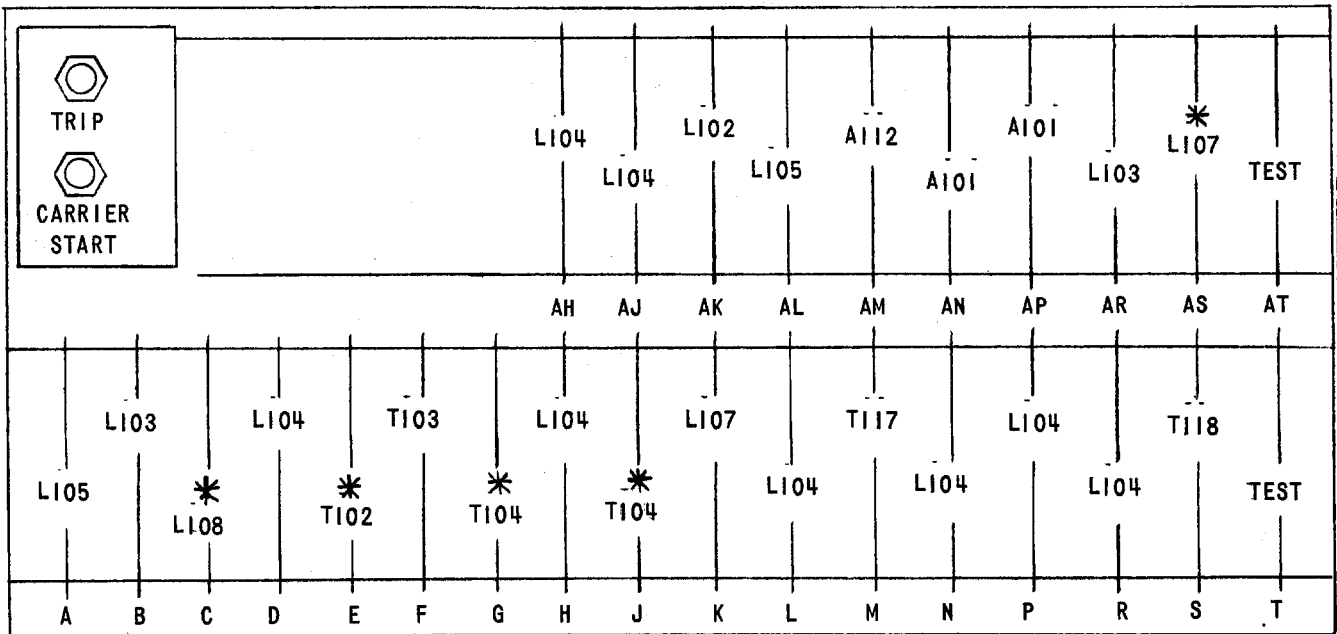 TRIP
CARRIER
START
L104 L104 L102 L105 A112 A101 A101 L103 * L107 TEST
AH AJ AK AL AM AN AP AR AS AT
L105 L103 * L108 L104 * T102 T103 * T104 L104 * T104 L107 L104 T117 L104 L104 L104 T118 TEST
A B C D E F G H J K L M N P R S T